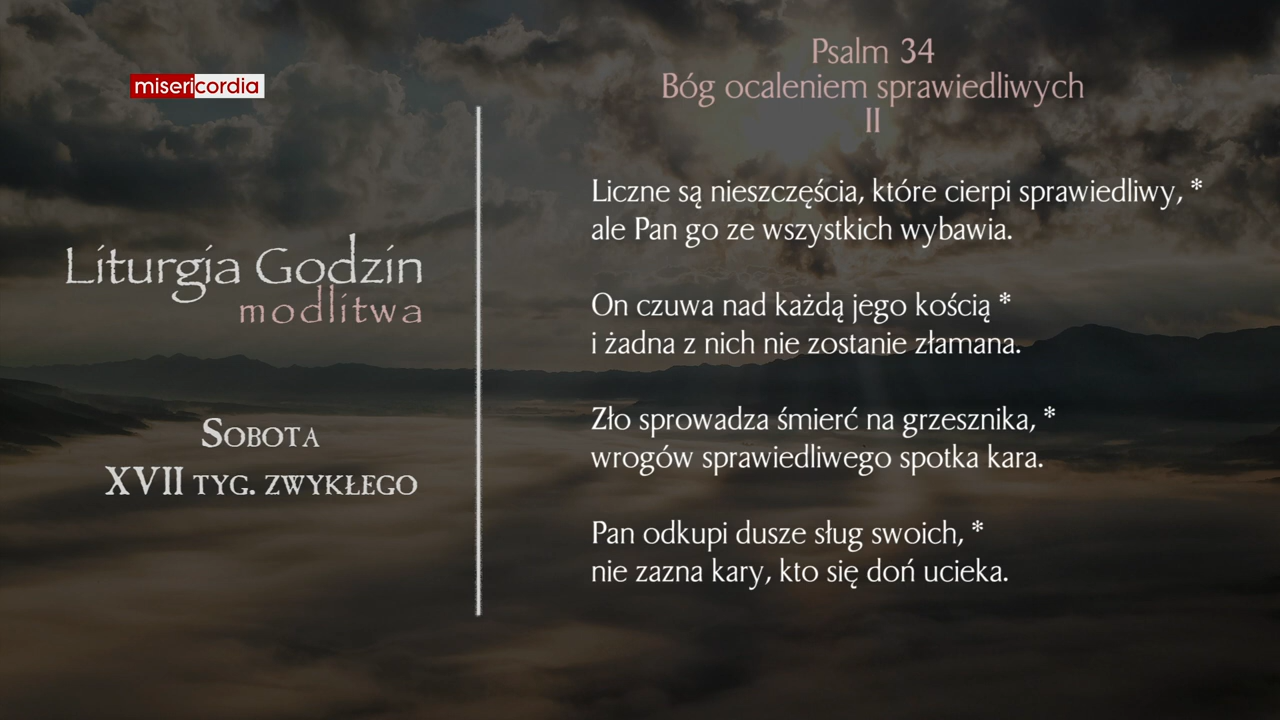 misericordia
Liturgia Godzin
modlitwa
Sobota
XVII tyg. zwykłego
Psalm 34
Bóg ocaleniem sprawiedliwych
II
Liczne są nieszczęścia, które cierpi sprawiedliwy, *
ale Pan go ze wszystkich wybawia.
On czuwa nad każdą jego kością *
i żadna z nich nie zostanie złamana.
Zło sprowadza śmierć na grzesznika, *
wrogów sprawiedliwego spotka kara.
Pan odkupi dusze sług swoich, *
nie zazna kary, kto się doń ucieka.